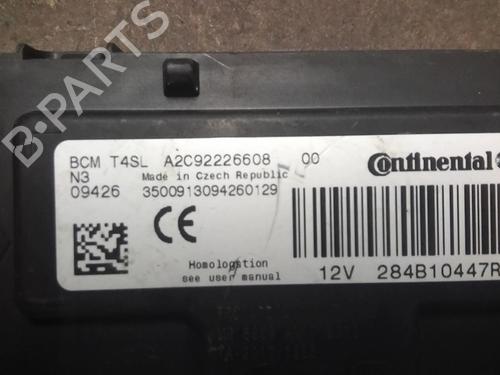 BCM T4SL A2C92226608 00
N3 Made in Czech Republic
09426 3500913094260129
Continental
CE
Homologation
see user manual
12V 284B10447R
B-PARTS